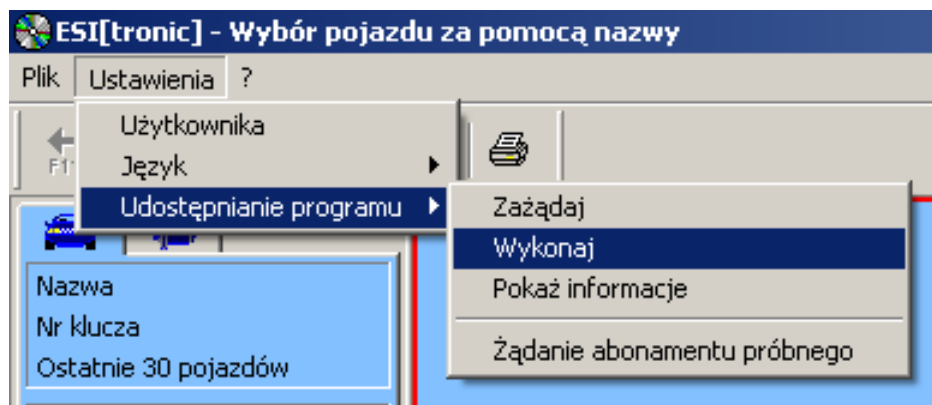 ESI[tronic] - Wybór pojazdu za pomocą nazwy
Plik Ustawienia ?
Użytkownika
Język
Udostępnianie programu
Zażądaj
Wykonaj
Pokaż informacje
Żądanie abonamentu próbnego
Nazwa
Nr klucza
Ostatnie 30 pojazdów